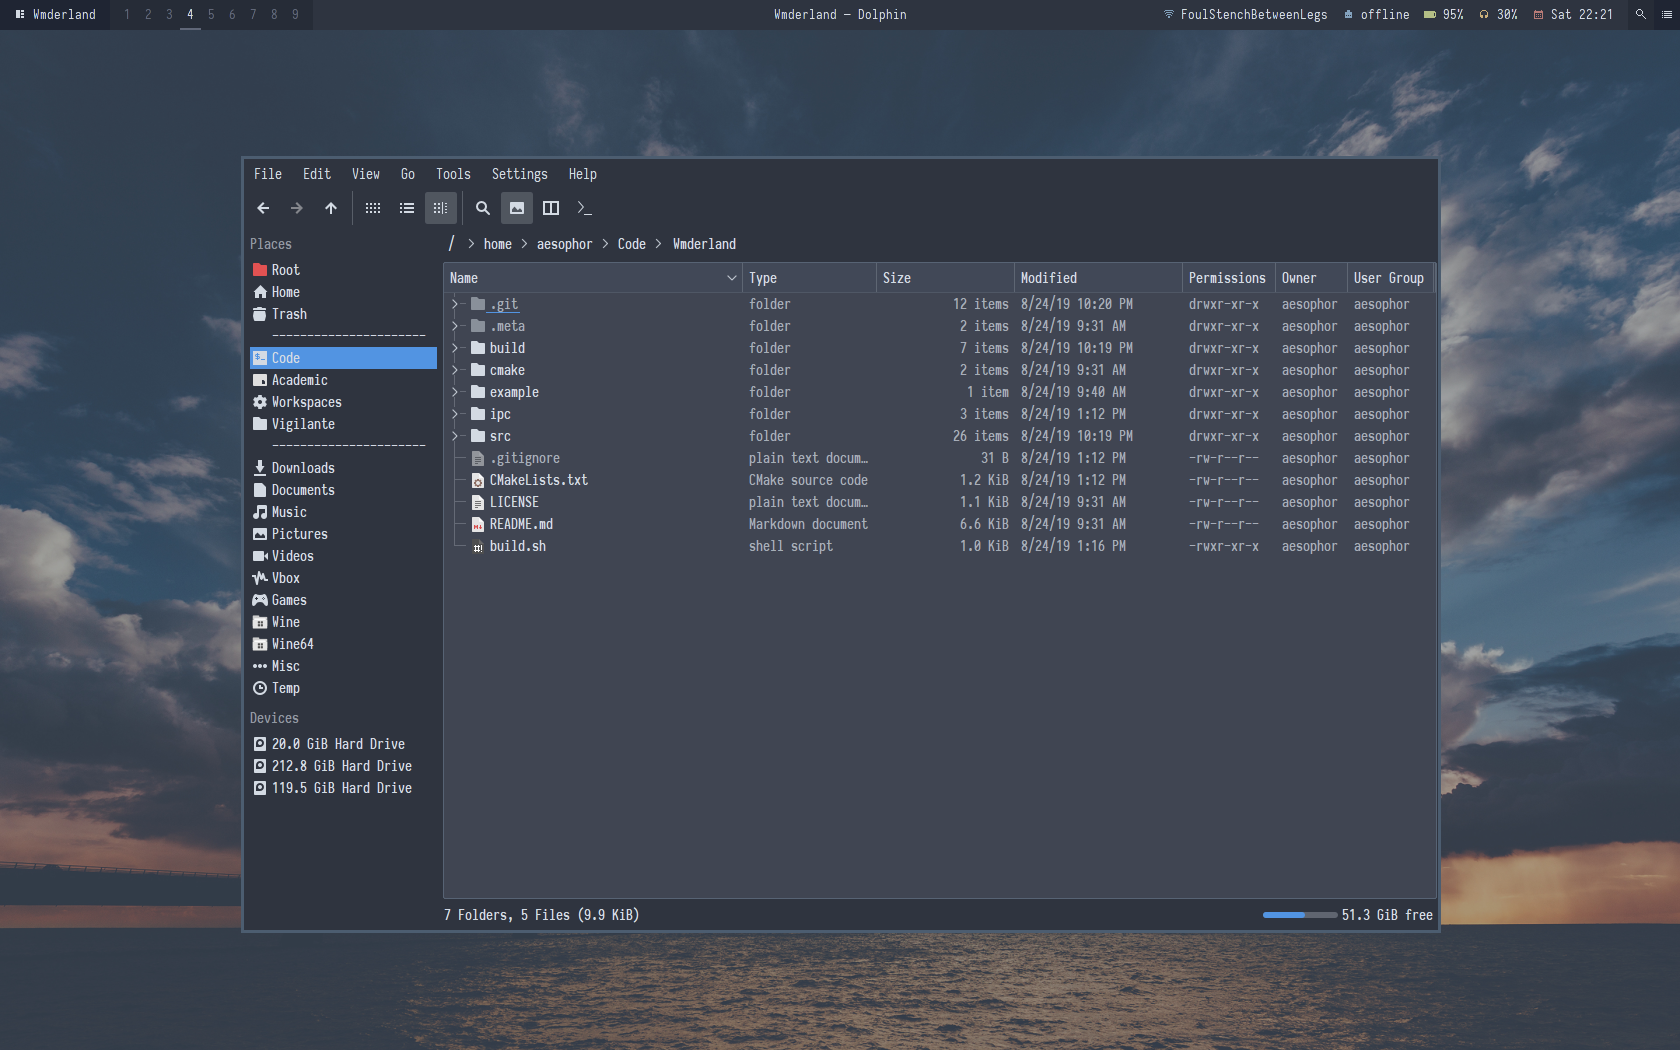 Wmderland 1 2 3 4 5 6 7 8 9 Wmderland — Dolphin FoulStenchBetweenLegs offline 95% 30% Sat 22:21
File Edit View Go Tools Settings Help
Places
Root
Home
Trash
----------------------
Code
Academic
Workspaces
Vigilante
----------------------
Downloads
Documents
Music
Pictures
Videos
Vbox
Games
Wine
Wine64
Misc
Temp
Devices
20.0 GiB Hard Drive
212.8 GiB Hard Drive
119.5 GiB Hard Drive
/ > home > aesophor > Code > Wmderland
Name Type Size Modified Permissions Owner User Group
.git folder 12 items 8/24/19 10:20 PM drwxr-xr-x aesophor aesophor
.meta folder 2 items 8/24/19 9:31 AM drwxr-xr-x aesophor aesophor
build folder 7 items 8/24/19 10:19 PM drwxr-xr-x aesophor aesophor
cmake folder 2 items 8/24/19 9:31 AM drwxr-xr-x aesophor aesophor
example folder 1 item 8/24/19 9:40 AM drwxr-xr-x aesophor aesophor
ipc folder 3 items 8/24/19 1:12 PM drwxr-xr-x aesophor aesophor
src folder 26 items 8/24/19 10:19 PM drwxr-xr-x aesophor aesophor
.gitignore plain text docum… 31 B 8/24/19 1:12 PM -rw-r--r-- aesophor aesophor
CMakeLists.txt CMake source code 1.2 KiB 8/24/19 1:12 PM -rw-r--r-- aesophor aesophor
LICENSE plain text docum… 1.1 KiB 8/24/19 9:31 AM -rw-r--r-- aesophor aesophor
README.md Markdown document 6.6 KiB 8/24/19 9:31 AM -rw-r--r-- aesophor aesophor
build.sh shell script 1.0 KiB 8/24/19 1:16 PM -rwxr-xr-x aesophor aesophor
7 Folders, 5 Files (9.9 KiB) 51.3 GiB free